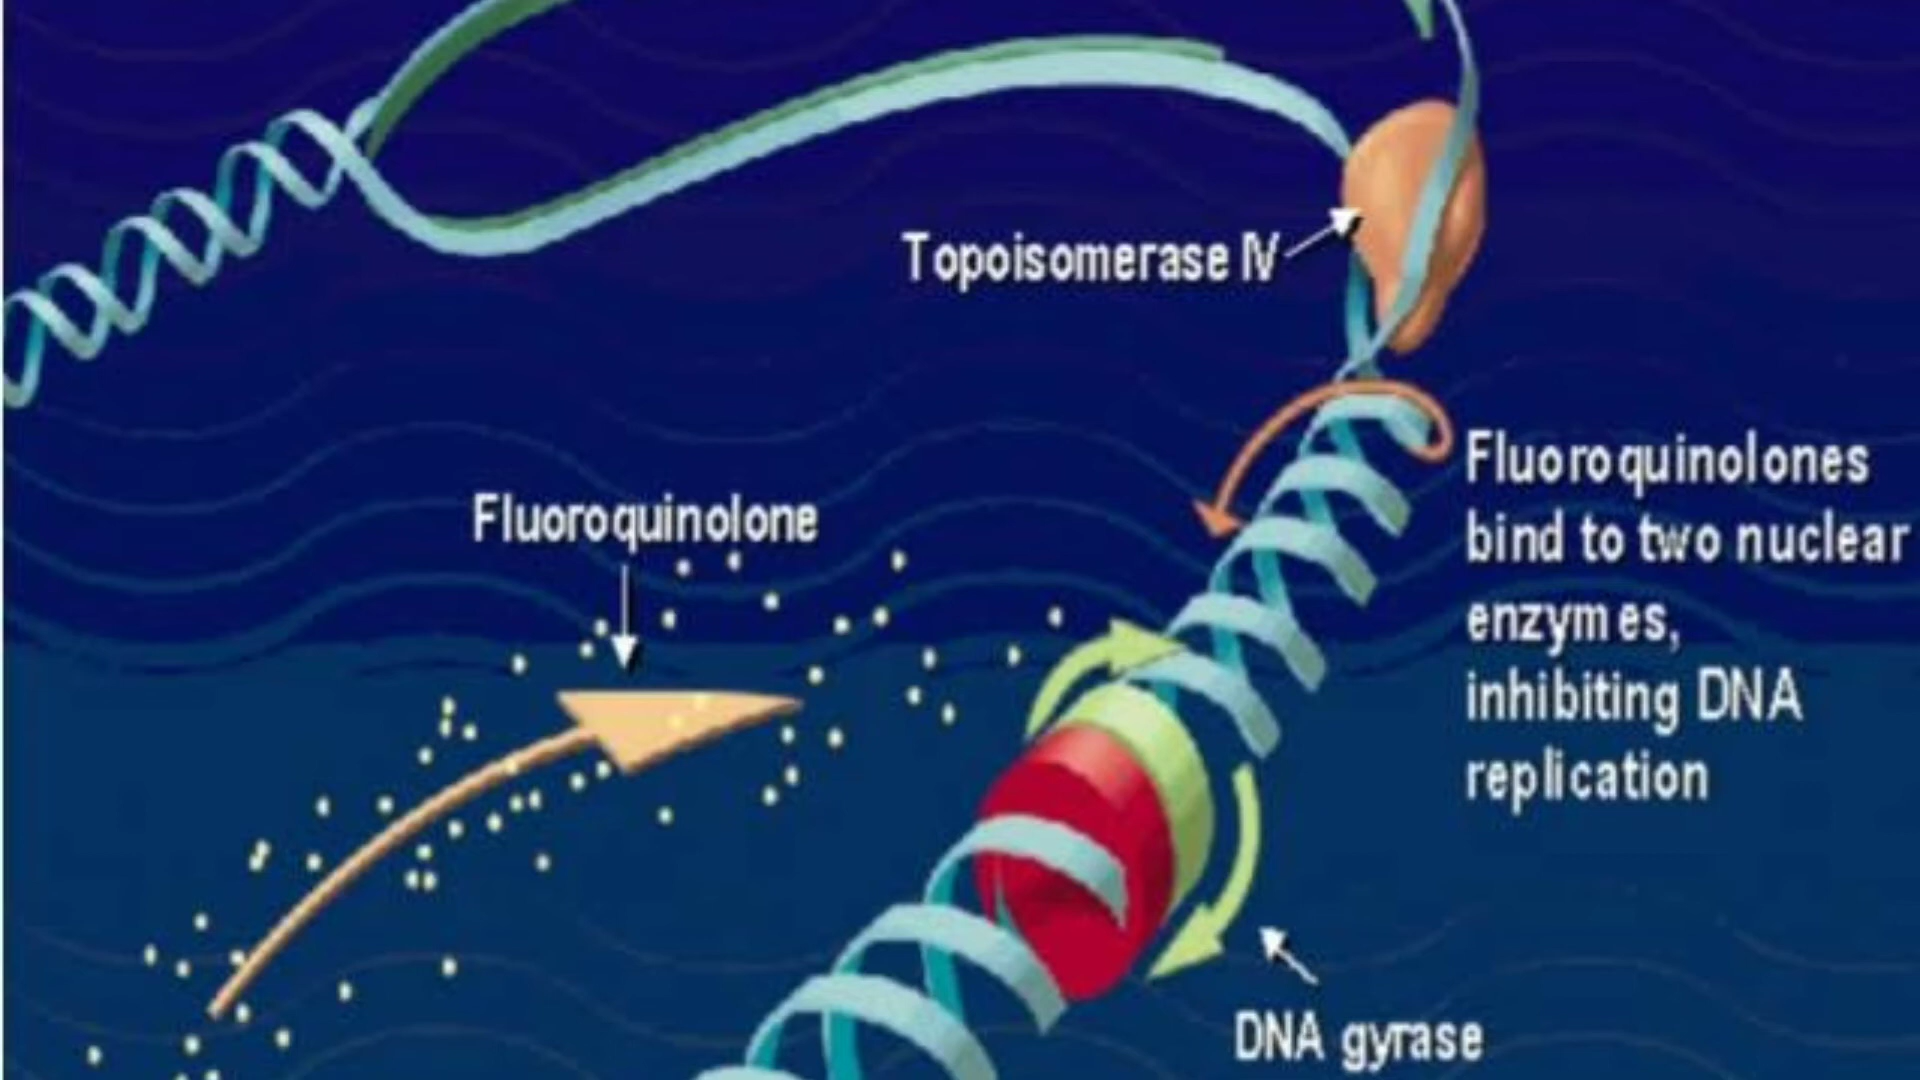 Topoisomerase IV
Fluoroquinolones
bind to two nuclear
enzymes,
inhibiting DNA
replication
Fluoroquinolone
DNA gyrase